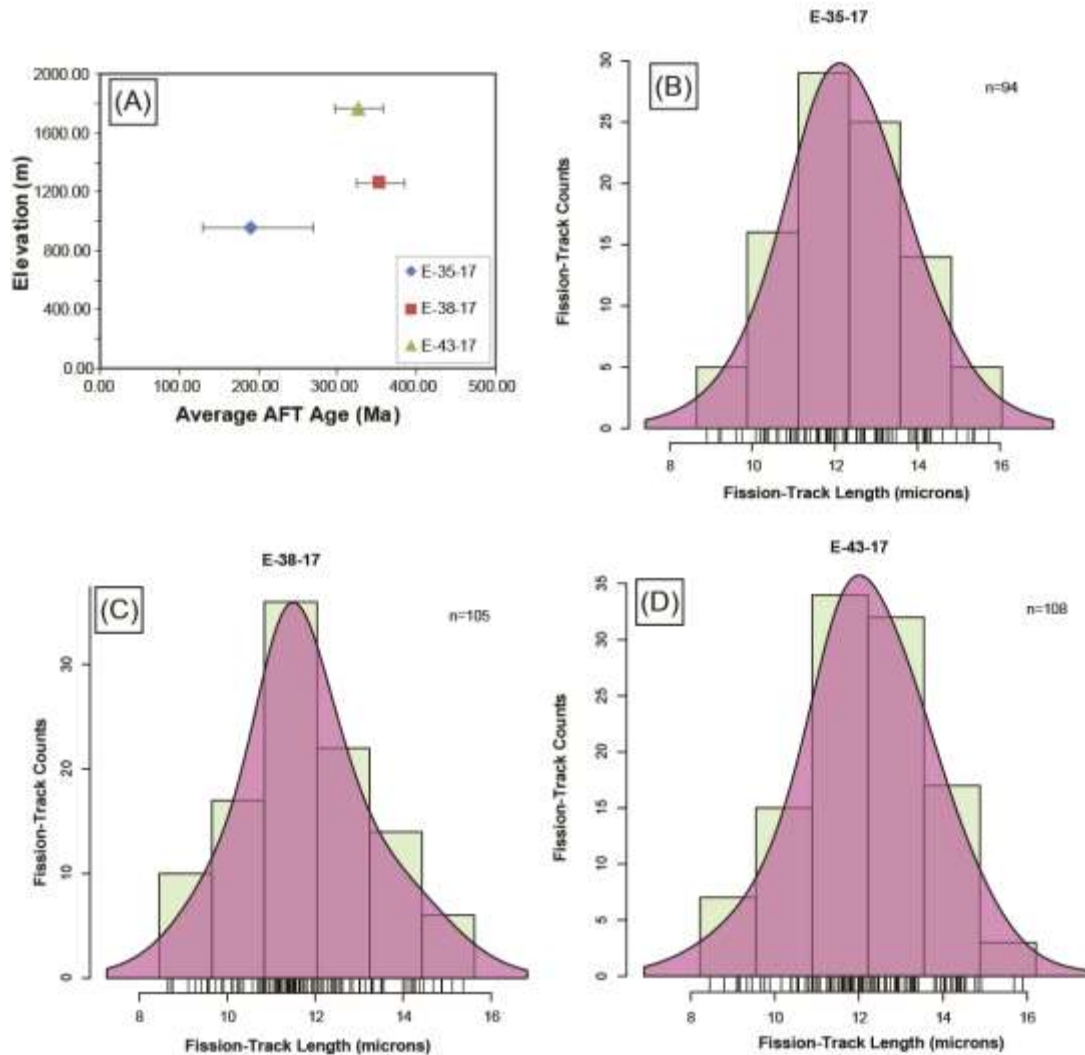 (A)
2000.00
1600.00
1200.00
800.00
400.00
0.00
Elevation (m)
0.00 100.00 200.00 300.00 400.00 500.00
Average AFT Age (Ma)
E-35-17
E-38-17
E-43-17
E-35-17
(B)
n=94
30
25
20
15
10
5
0
Fission-Track Counts
8 10 12 14 16
Fission-Track Length (microns)
E-38-17
(C)
n=105
30
20
10
0
Fission-Track Counts
8 10 12 14 16
Fission-Track Length (microns)
E-43-17
(D)
n=108
35
30
25
20
15
10
5
0
Fission-Track Counts
8 10 12 14 16
Fission-Track Length (microns)